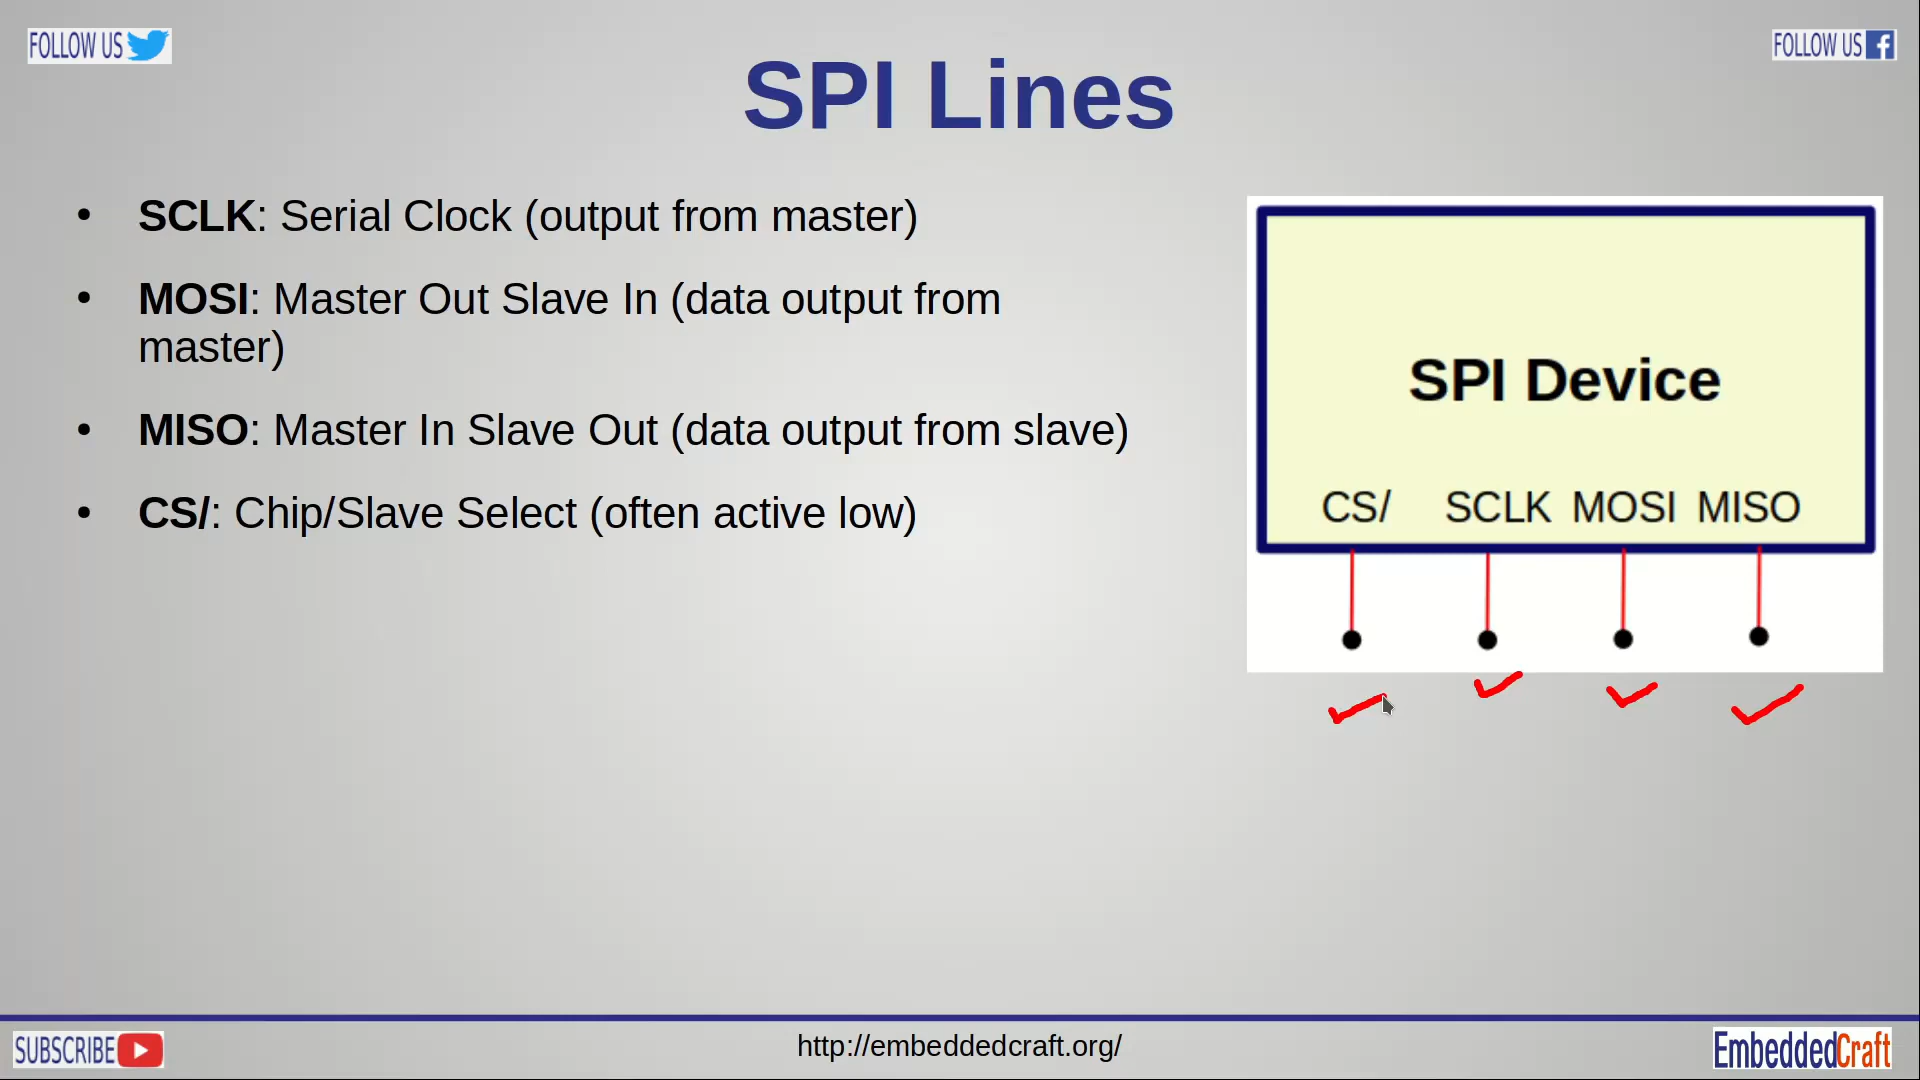 FOLLOW US
FOLLOW US f
SPI Lines
• SCLK: Serial Clock (output from master)
• MOSI: Master Out Slave In (data output from
master)
• MISO: Master In Slave Out (data output from slave)
• CS/: Chip/Slave Select (often active low)
SPI Device
CS/ SCLK MOSI MISO
SUBSCRIBE
http://embeddedcraft.org/
EmbeddedCraft